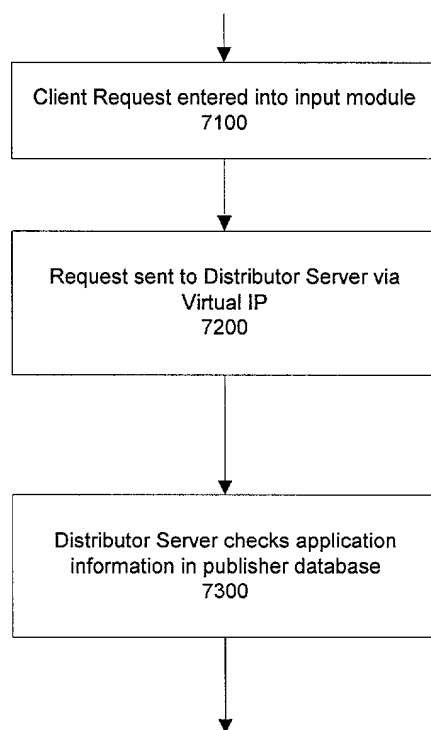 Client Request entered into input module
7100
Request sent to Distributor Server via
Virtual IP
7200
Distributor Server checks application
information in publisher database
7300